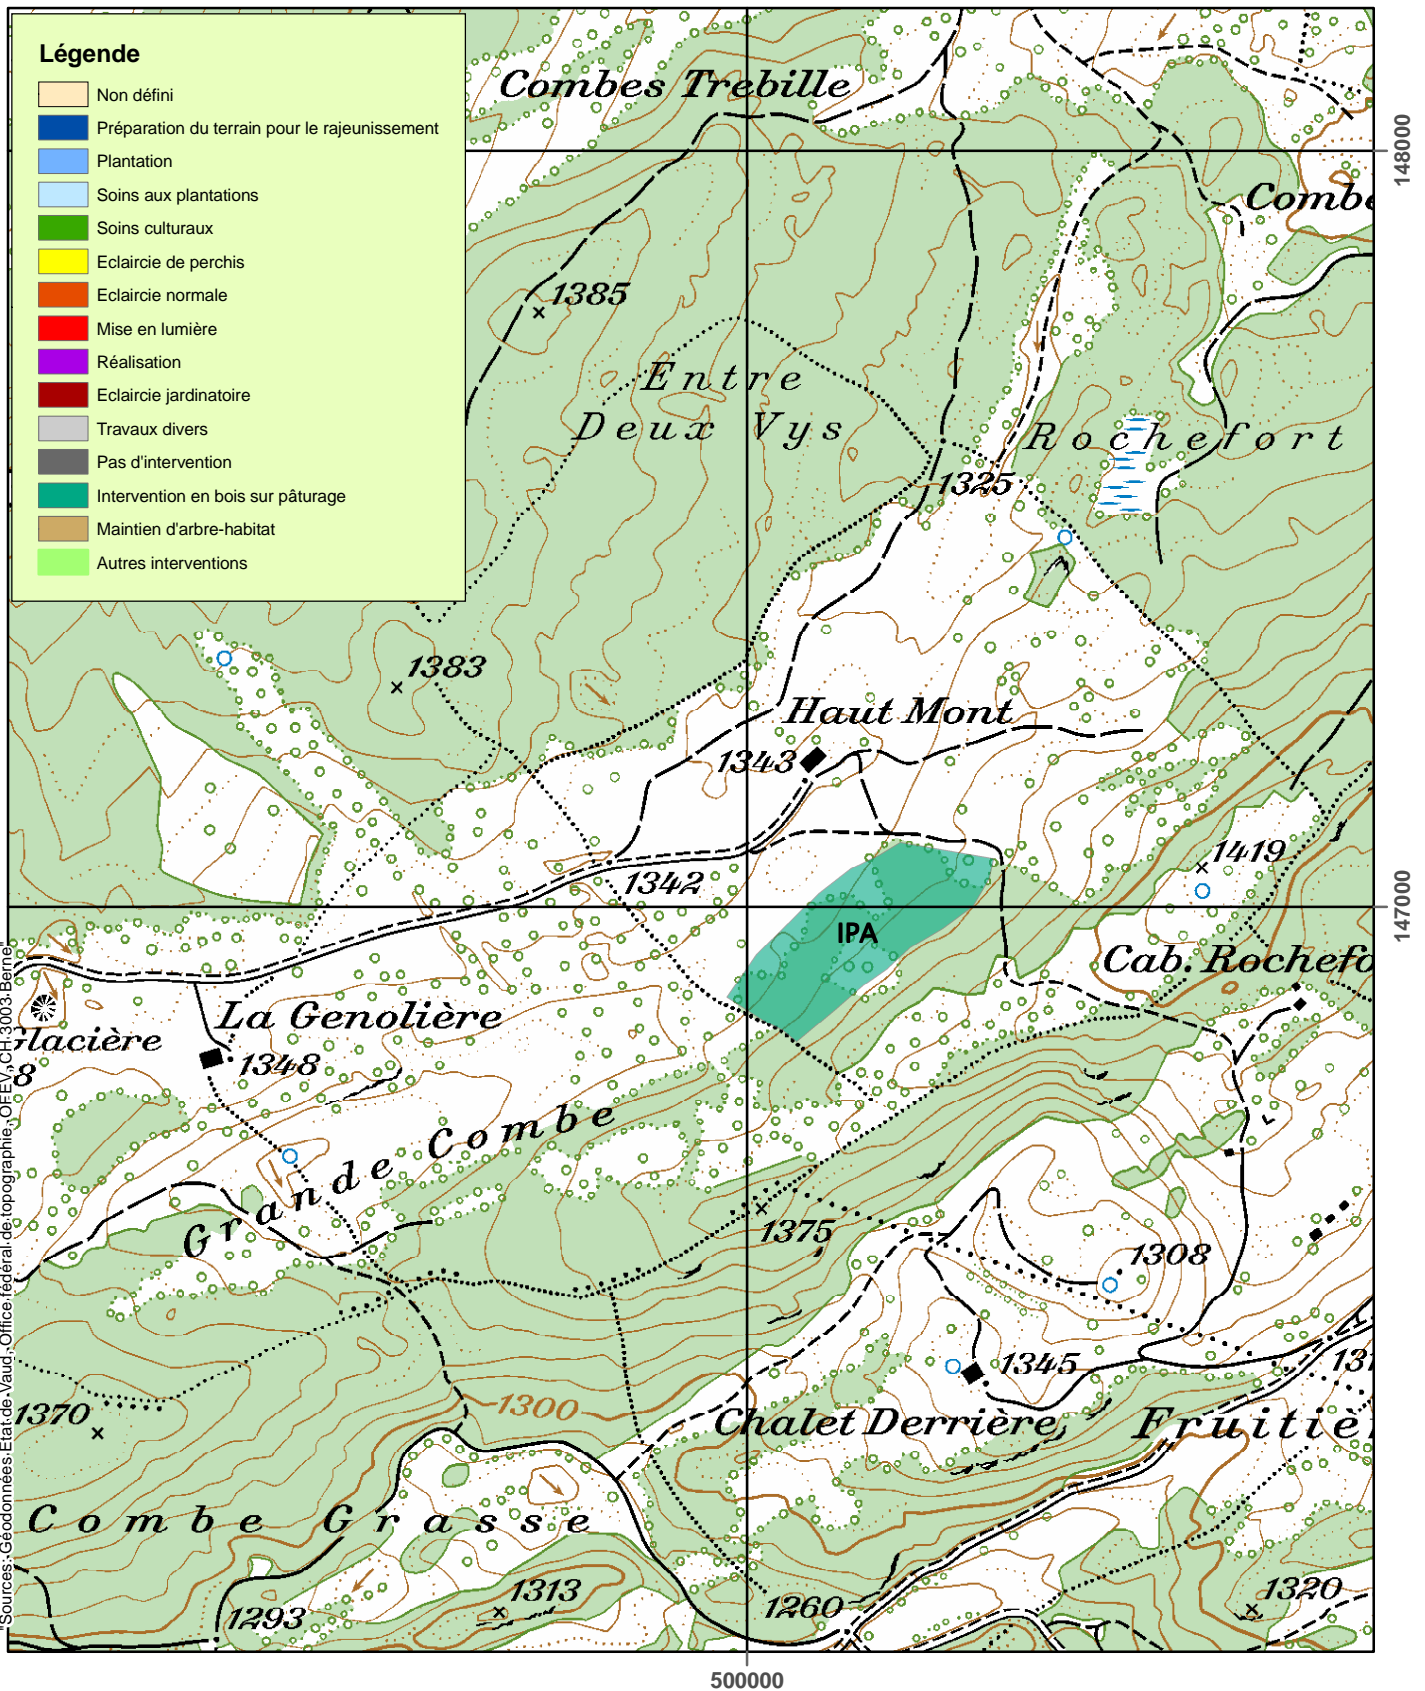 Légende
Non défini
Préparation du terrain pour le rajeunissement
Plantation
Soins aux plantations
Soins culturaux
Eclaircie de perchis
Eclaircie normale
Mise en lumière
Réalisation
Eclaircie jardinatoire
Travaux divers
Pas d'intervention
Intervention en bois sur pâturage
Maintien d'arbre-habitat
Autres interventions
Combes Trebille
148000
Combe
1385
Entre
Deux Vys
Rochefort
1325
1383
Haut Mont
1343
1419
1342
147000
IPA
Cab. Rochefo
La Genolière
Glacière
8
1348
Grande Combe
1375
1308
1345
131
1370
1300
Chalet Derrière
Fruitièr
Combe Grasse
1313
1320
1293
1260
"Sources: Géodonnées Etat de Vaud, Office fédéral de topographie, OFEV, CH 3003 Berne"
500000